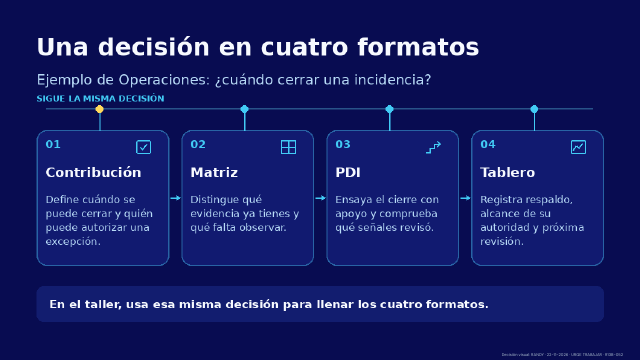 Una decisión en cuatro formatos
Ejemplo de Operaciones: ¿cuándo cerrar una incidencia?
SIGUE LA MISMA DECISIÓN
01
Contribución
Define cuándo se
puede cerrar y quién
puede autorizar una
excepción.
02
Matriz
Distingue qué
evidencia ya tienes y
qué falta observar.
03
PDI
Ensaya el cierre con
apoyo y comprueba
qué señales revisó.
04
Tablero
Registra respaldo,
alcance de su
autoridad y próxima
revisión.
En el taller, usa esa misma decisión para llenar los cuatro formatos.